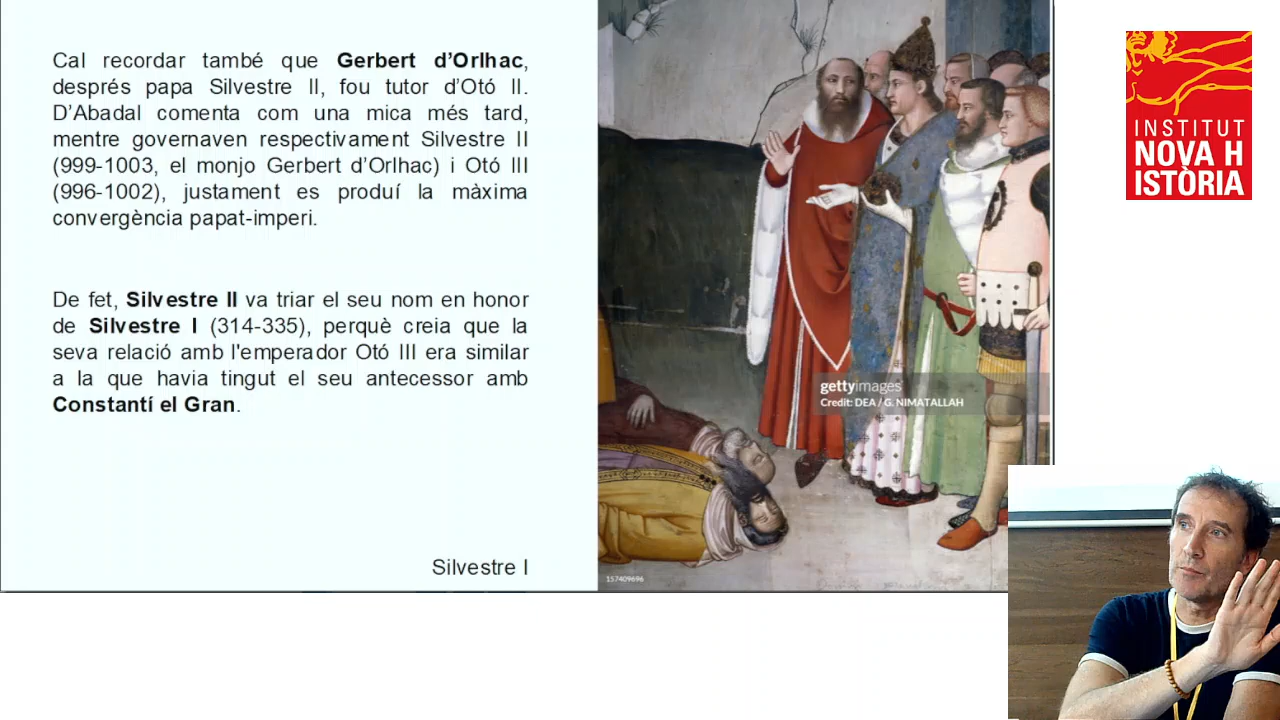 Cal recordar també que Gerbert d'Orlhac,
després papa Silvestre II, fou tutor d'Otó II.
D'Abadal comenta com una mica més tard,
mentre governaven respectivament Silvestre II
(999-1003, el monjo Gerbert d'Orlhac) i Otó III
(996-1002), justament es produí la màxima
convergència papat-imperi.
De fet, Silvestre II va triar el seu nom en honor
de Silvestre I (314-335), perquè creia que la
seva relació amb l'emperador Otó III era similar
a la que havia tingut el seu antecessor amb
Constantí el Gran.
Silvestre I
gettyimages
Credit: DEA / G. NIMATALLAH
157409696
INSTITUT
NOVA H
ISTÒRIA